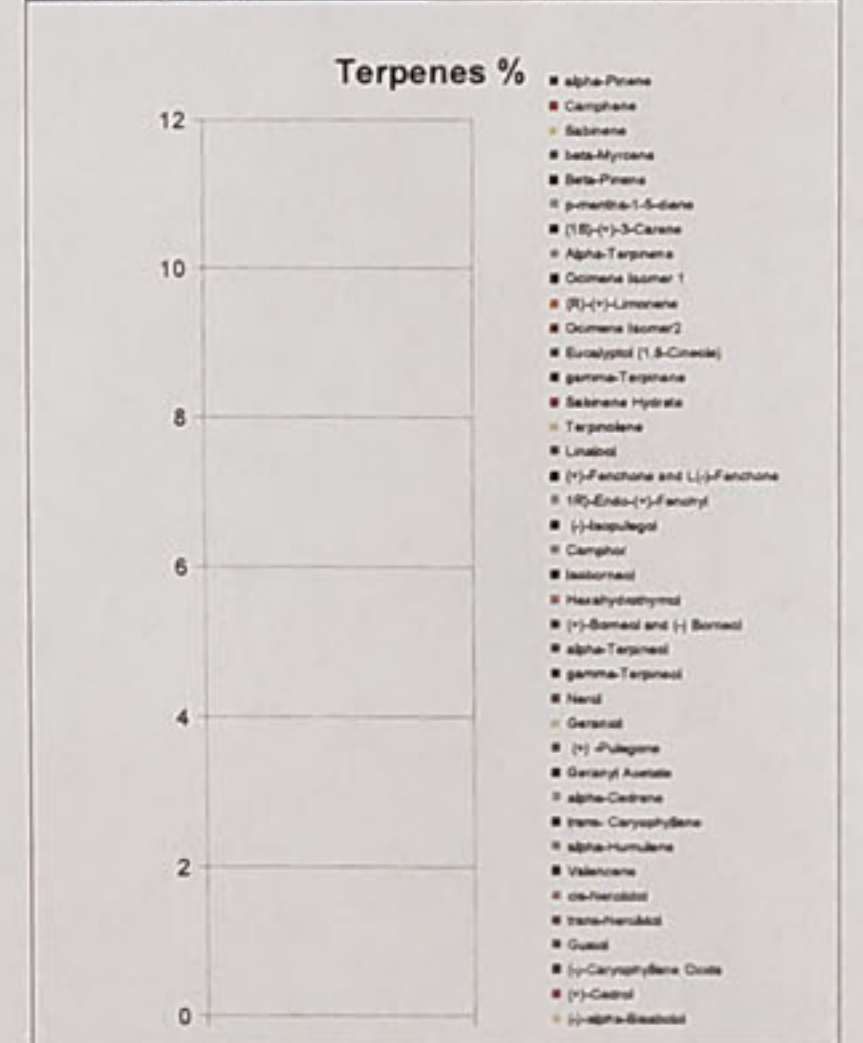 Terpenes %
12
10
8
6
4
2
0
alpha-Pinene
Camphene
Sabinene
beta-Myrcene
Beta-Pinene
p-mentha-1-5-diene
(1S)-(+)-3-Carene
Alpha-Terpinene
Ocimene Isomer 1
(R)-(+)-Limonene
Ocimene Isomer2
Eucalyptol (1,8-Cineole)
gamma-Terpinene
Sabinene Hydrate
Terpinolene
Linalool
(+)-Fenchone and L(-)-Fenchone
1R)-Endo-(+)-Fenchyl
(-)-Isopulegol
Camphor
Isoborneol
Hexahydrothymol
(+)-Borneol and (-) Borneol
alpha-Terpineol
gamma-Terpineol
Nerol
Geraniol
(+) -Pulegone
Geranyl Acetate
alpha-Cedrene
trans- Caryophyllene
alpha-Humulene
Valencene
cis-Nerolidol
trans-Nerolidol
Guaiol
(-)-Caryophyllene Oxide
(+)-Cedrol
(-)-alpha-Bisabolol